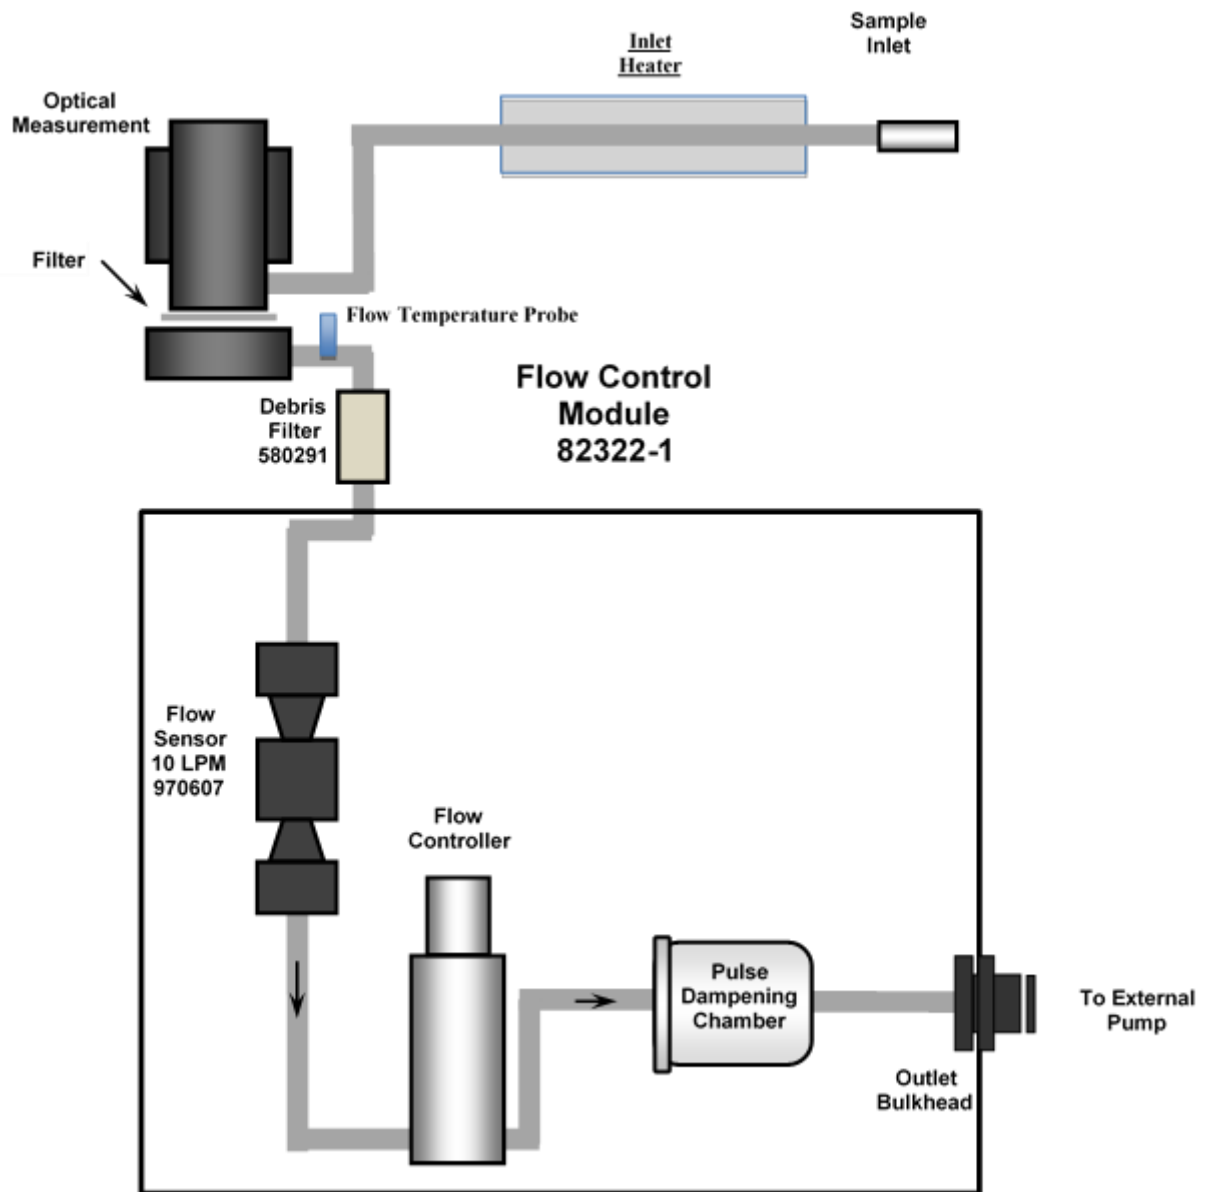 Sample
Inlet
Inlet
Heater
Optical
Measurement
Filter
Flow Temperature Probe
Flow Control
Module
82322-1
Debris
Filter
580291
Flow
Sensor
10 LPM
970607
Flow
Controller
Pulse
Dampening
Chamber
To External
Pump
Outlet
Bulkhead